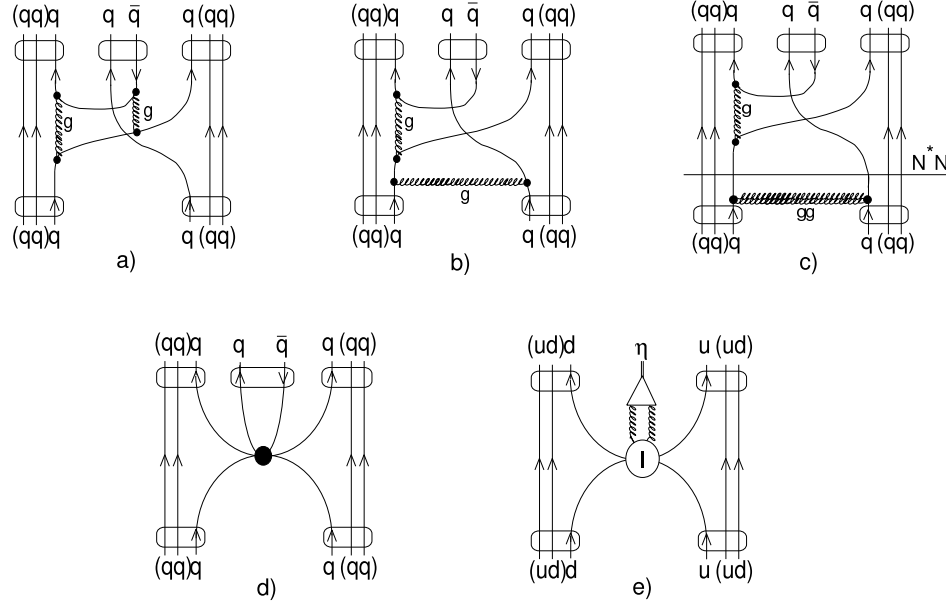 (qq)q q q̄ q (qq)
g g
(qq)q q (qq)
a)
(qq)q q q̄ q (qq)
g
g
(qq)q q (qq)
b)
(qq)q q q̄ q (qq)
g
N*N
gg
(qq)q q (qq)
c)
(qq)q q q̄ q (qq)
(qq)q q (qq)
d)
(ud)d η u (ud)
I
(ud)d u (ud)
e)